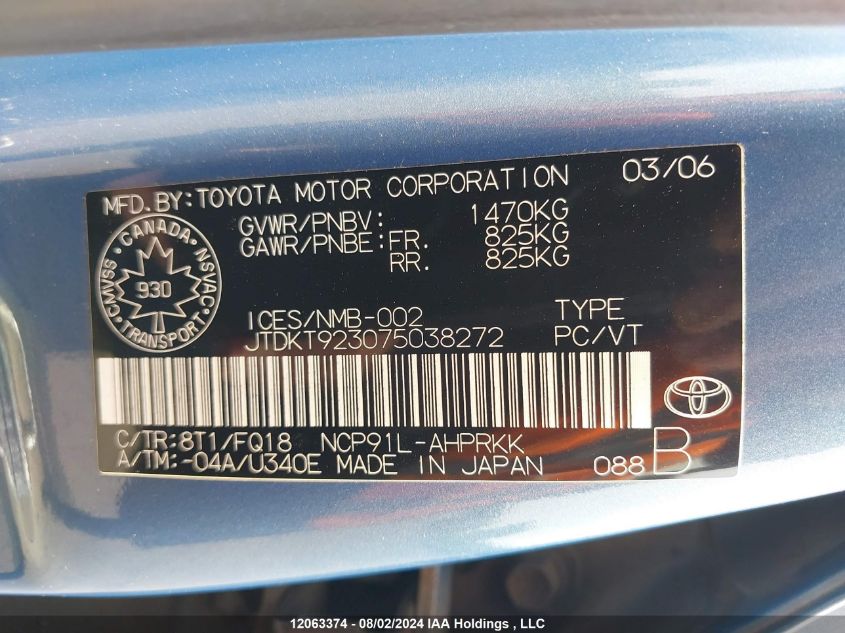 MFD. BY: TOYOTA MOTOR CORPORATION 03/06
GVWR/PNBV: 1470KG
GAWR/PNBE: FR. 825KG
RR. 825KG
CANADA
CMVSS 930 NSVAC
TRANSPORT
ICES/NMB-002 TYPE
JTDKT923075038272 PC/VT
C/TR: 8T1/FQ18 NCP91L-AHPRKK
A/TM: -04A/U340E MADE IN JAPAN 088 B
12063374 - 08/02/2024 IAA Holdings , LLC